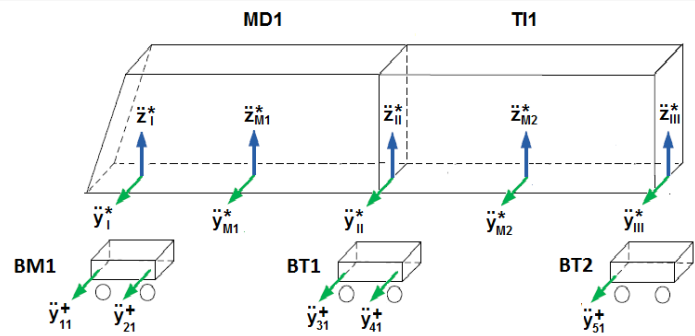 MD1 TI1
z̈*I z̈*M1 z̈*II z̈*M2 z̈*III
ÿ*I ÿ*M1 ÿ*II ÿ*M2 ÿ*III
BM1 BT1 BT2
ÿ+11 ÿ+21 ÿ+31 ÿ+41 ÿ+51